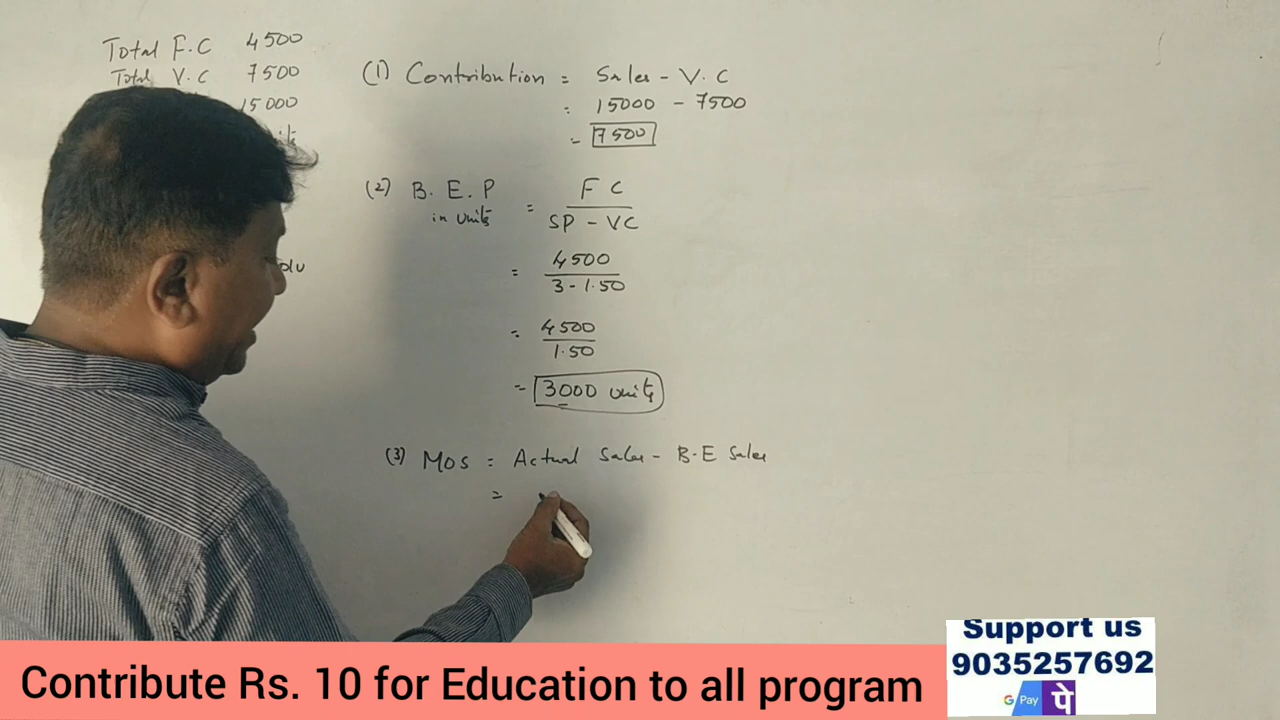 Total F.C 4500
Total V.C 7500
15000
(1) Contribution = Sales - V.C
= 15000 - 7500
= 7500
(2) B.E.P in units = FC / SP - VC
= 4500 / 3 - 1.50
= 4500 / 1.50
= 3000 units
(3) MOS = Actual Sales - B.E Sales
=
Contribute Rs. 10 for Education to all program
Support us
9035257692
G Pay पे